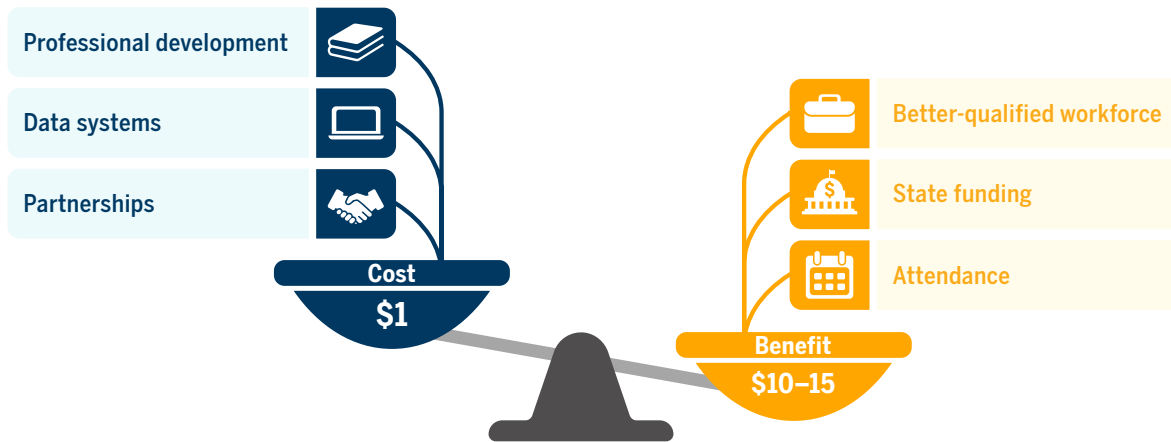 Professional development
Data systems
Partnerships
Cost
$1
Better-qualified workforce
$
State funding
Attendance
Benefit
$10–15